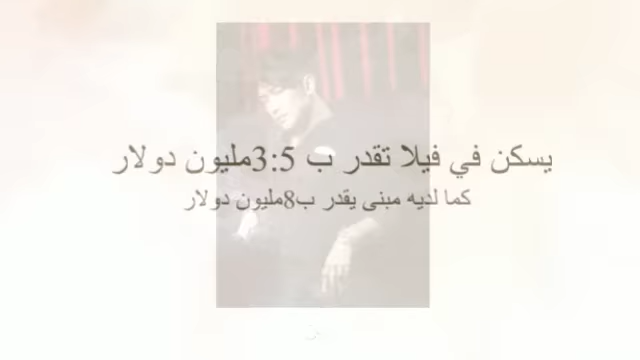 يسكن في فيلا تقدر ب 3:5مليون دولار
كما لديه مبنى يقدر ب8مليون دولار